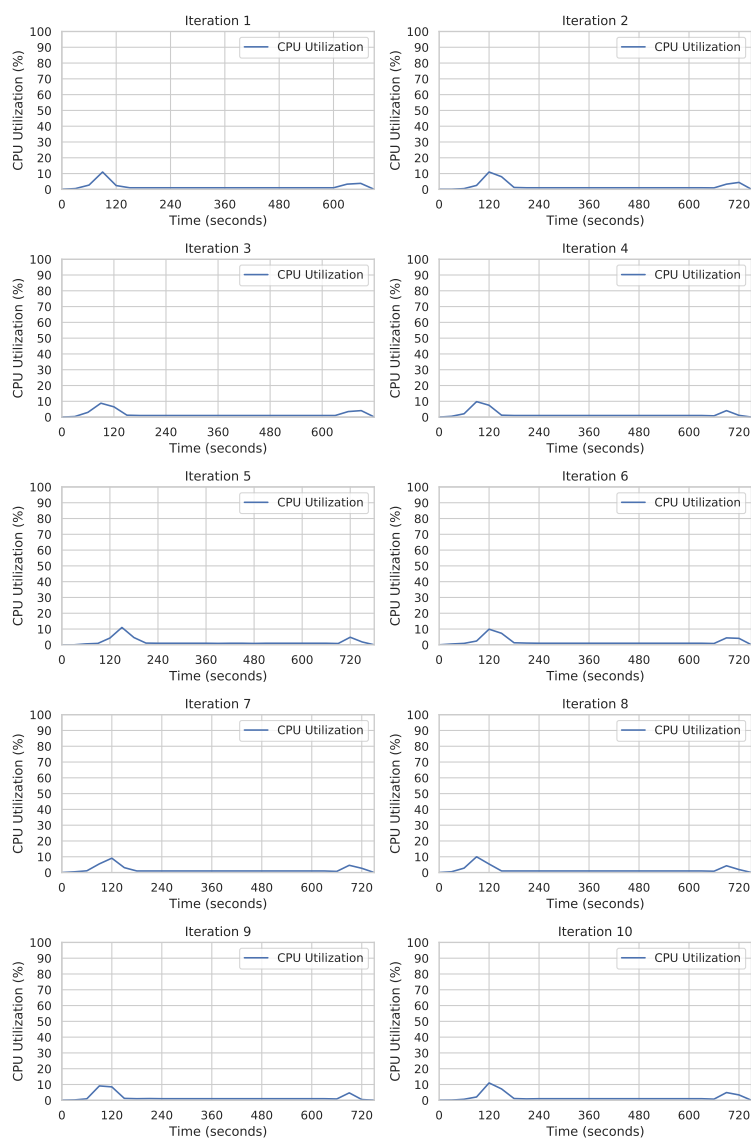 Iteration 1
CPU Utilization (%)
100
90
80
70
60
50
40
30
20
10
0
CPU Utilization
0 120 240 360 480 600
Time (seconds)
Iteration 2
CPU Utilization (%)
100
90
80
70
60
50
40
30
20
10
0
CPU Utilization
0 120 240 360 480 600 720
Time (seconds)
Iteration 3
CPU Utilization (%)
100
90
80
70
60
50
40
30
20
10
0
CPU Utilization
0 120 240 360 480 600
Time (seconds)
Iteration 4
CPU Utilization (%)
100
90
80
70
60
50
40
30
20
10
0
CPU Utilization
0 120 240 360 480 600 720
Time (seconds)
Iteration 5
CPU Utilization (%)
100
90
80
70
60
50
40
30
20
10
0
CPU Utilization
0 120 240 360 480 600 720
Time (seconds)
Iteration 6
CPU Utilization (%)
100
90
80
70
60
50
40
30
20
10
0
CPU Utilization
0 120 240 360 480 600 720
Time (seconds)
Iteration 7
CPU Utilization (%)
100
90
80
70
60
50
40
30
20
10
0
CPU Utilization
0 120 240 360 480 600 720
Time (seconds)
Iteration 8
CPU Utilization (%)
100
90
80
70
60
50
40
30
20
10
0
CPU Utilization
0 120 240 360 480 600 720
Time (seconds)
Iteration 9
CPU Utilization (%)
100
90
80
70
60
50
40
30
20
10
0
CPU Utilization
0 120 240 360 480 600 720
Time (seconds)
Iteration 10
CPU Utilization (%)
100
90
80
70
60
50
40
30
20
10
0
CPU Utilization
0 120 240 360 480 600 720
Time (seconds)